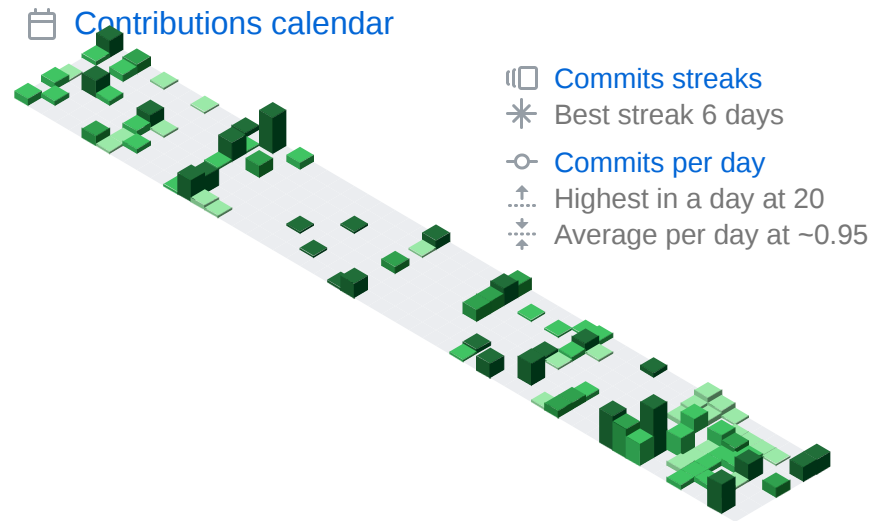 Contributions calendar
Commits streaks
Best streak 6 days
Commits per day
Highest in a day at 20
Average per day at ~0.95